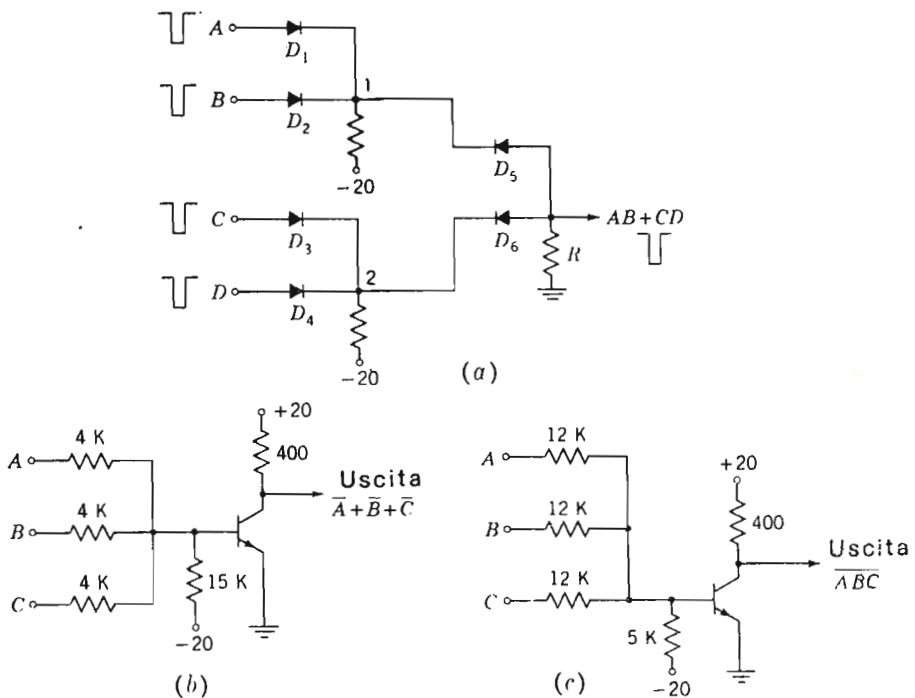 A
D₁
B
D₂
1
-20
D₅
C
D₃
D₆
AB + CD
R
D
D₄
2
-20
(a)
4 K
A
+20
400
Uscita
A̅ + B̅ + C̅
4 K
B
4 K
C
15 K
-20
(b)
12 K
A
+20
400
12 K
B
Uscita
A̅B̅C̅
12 K
C
5 K
-20
(c)